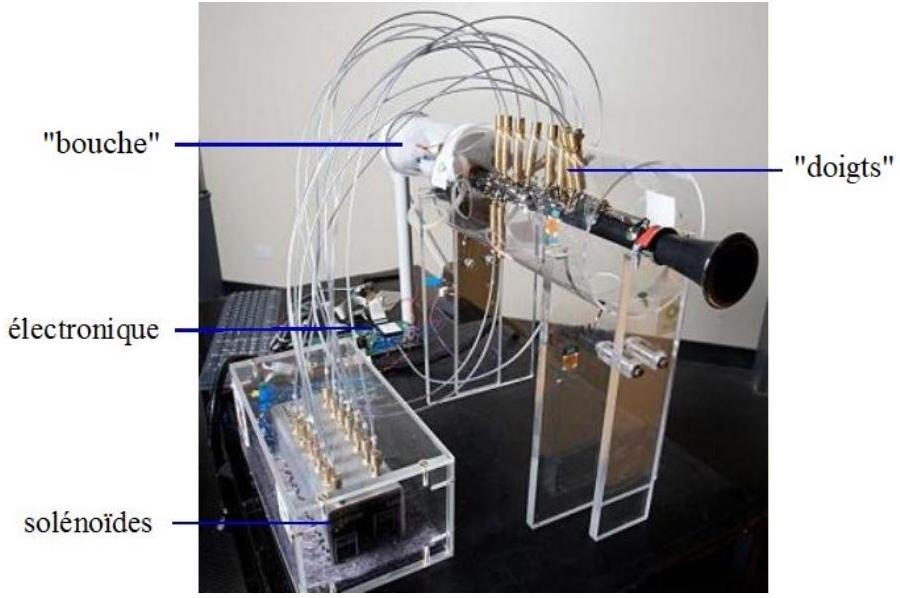 "bouche"
"doigts"
électronique
solénoïdes